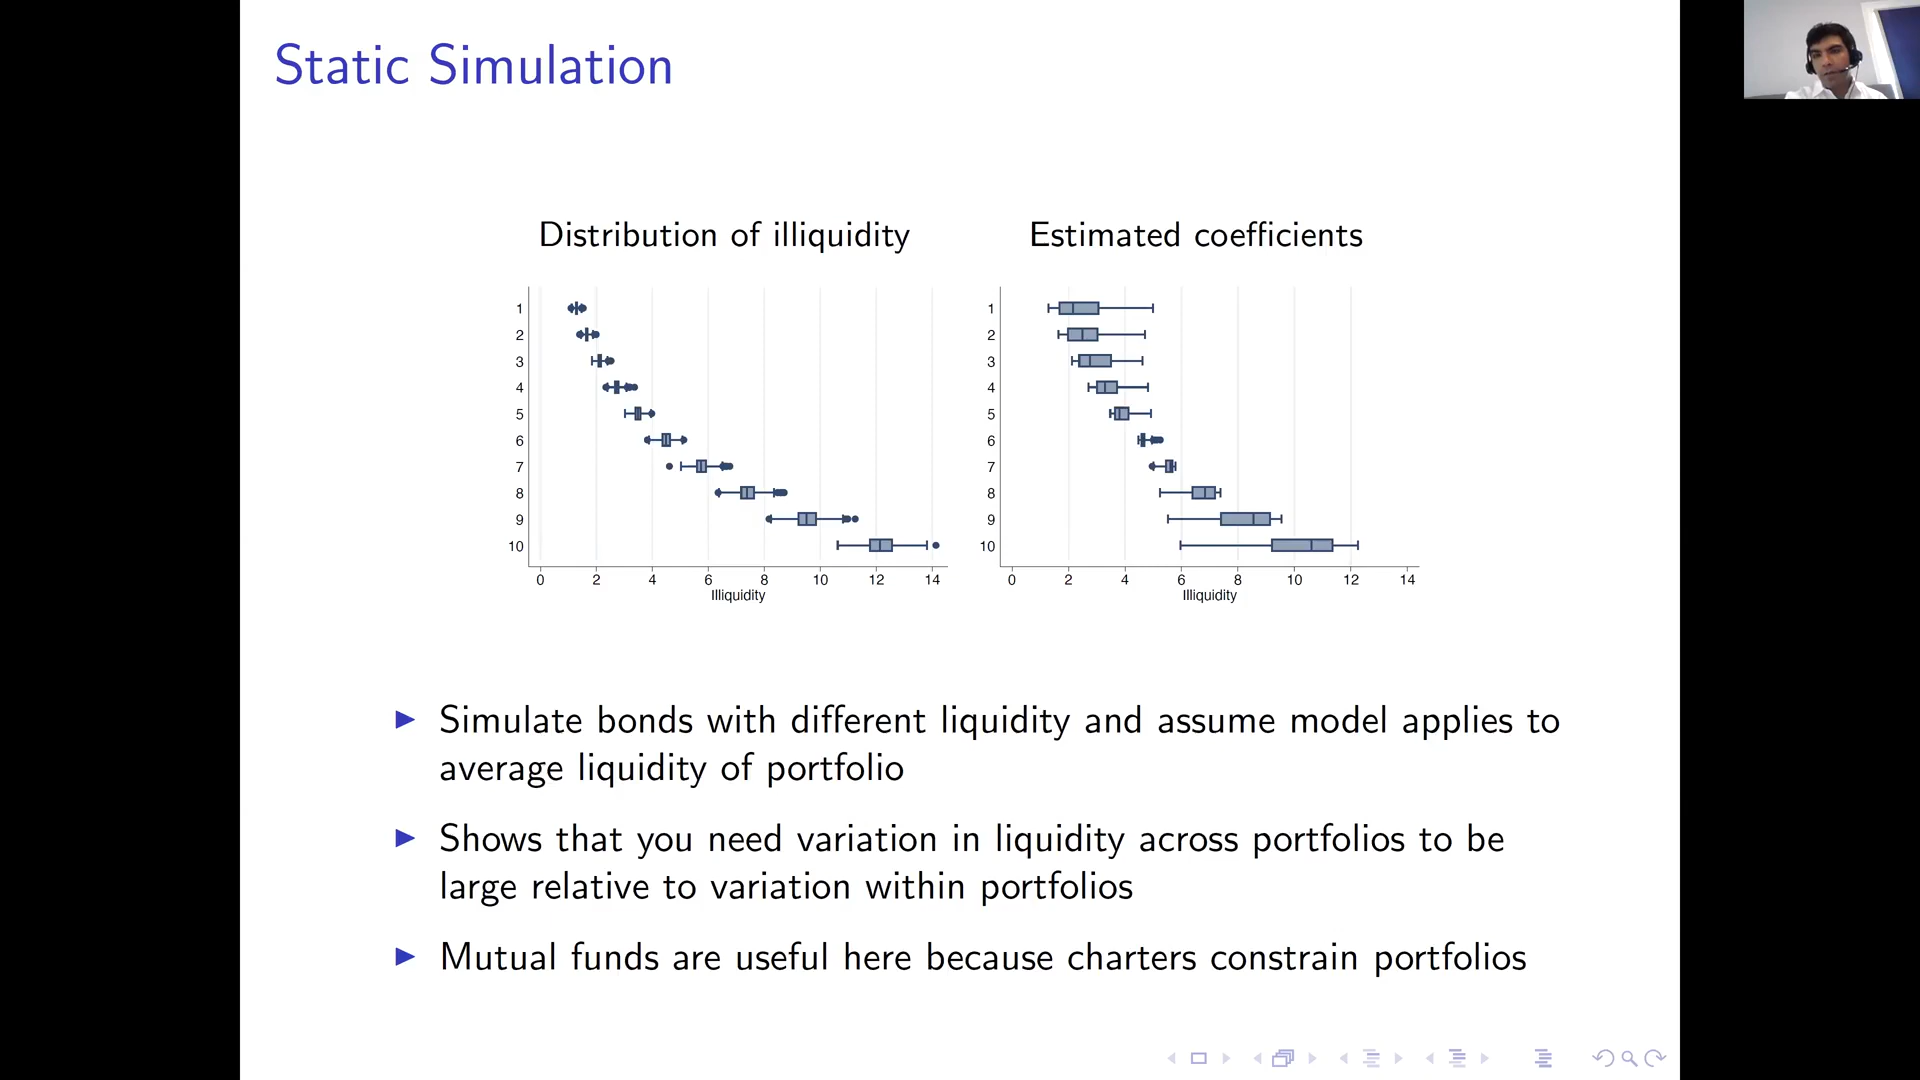 Static Simulation
Distribution of illiquidity
1
2
3
4
5
6
7
8
9
10
0 2 4 6 8 10 12 14
Illiquidity
Estimated coefficients
1
2
3
4
5
6
7
8
9
10
0 2 4 6 8 10 12 14
Illiquidity
Simulate bonds with different liquidity and assume model applies to
average liquidity of portfolio
Shows that you need variation in liquidity across portfolios to be
large relative to variation within portfolios
Mutual funds are useful here because charters constrain portfolios